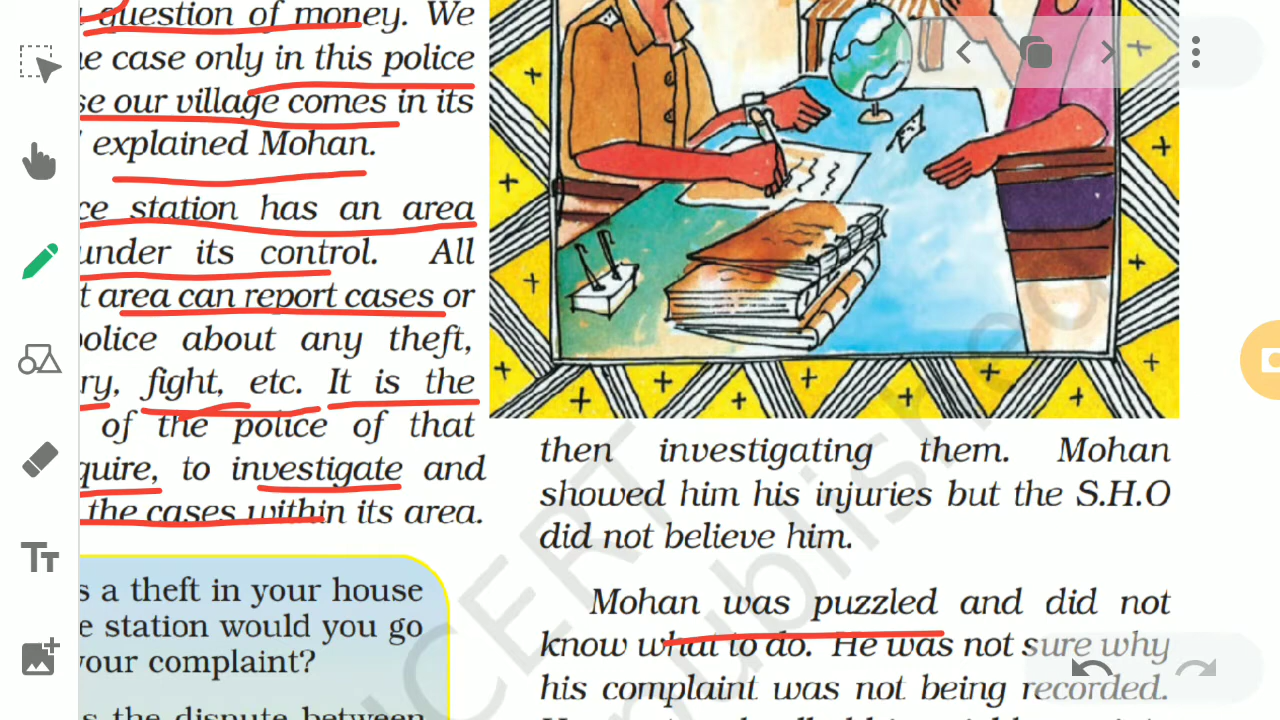 question of money. We
case only in this police
our village comes in its
explained Mohan.
station has an area
under its control. All
area can report cases or
police about any theft,
fight, etc. It is the
of the police of that
to investigate and
the cases within its area.
a theft in your house
station would you go
your complaint?
the dispute between
then investigating them. Mohan
showed him his injuries but the S.H.O
did not believe him.
Mohan was puzzled and did not
know what to do. He was not sure why
his complaint was not being recorded.
NCERT